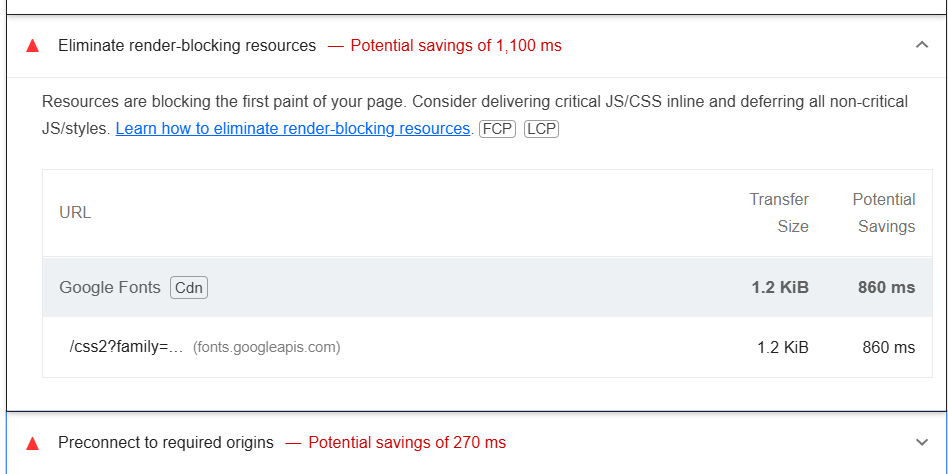 Eliminate render-blocking resources — Potential savings of 1,100 ms
Resources are blocking the first paint of your page. Consider delivering critical JS/CSS inline and deferring all non-critical
JS/styles. Learn how to eliminate render-blocking resources. FCP LCP
URL Transfer Size Potential Savings
Google Fonts Cdn 1.2 KiB 860 ms
/css2?family=… (fonts.googleapis.com) 1.2 KiB 860 ms
Preconnect to required origins — Potential savings of 270 ms